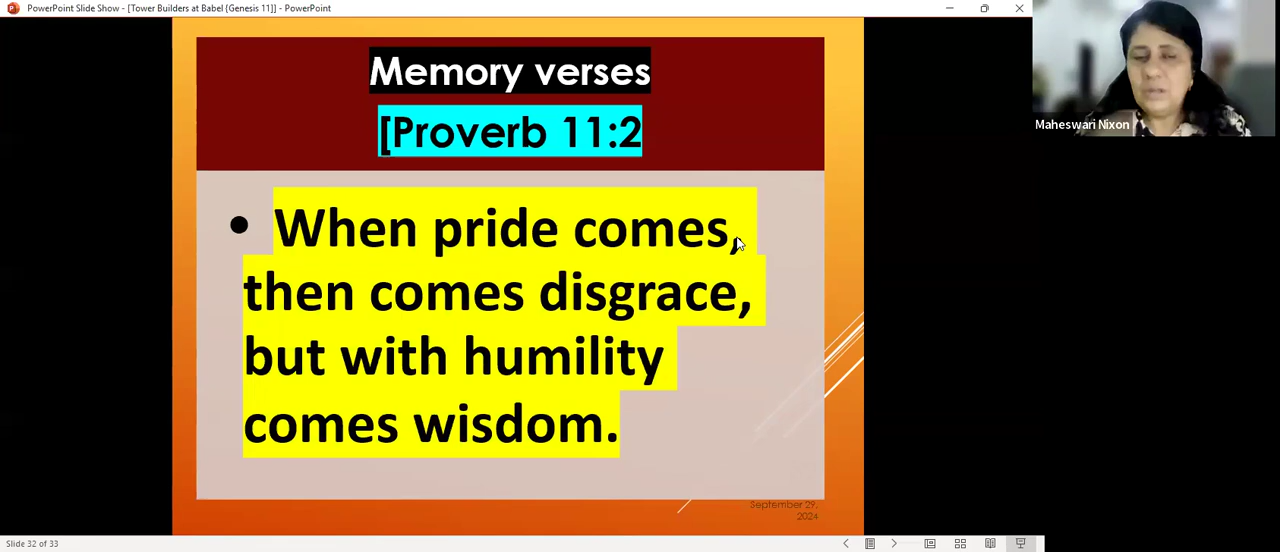 PowerPoint Slide Show - [Tower Builders at Babel {Genesis 11]] - PowerPoint
Memory verses
[Proverb 11:2
• When pride comes,
then comes disgrace,
but with humility
comes wisdom.
September 29,
2024
Maheswari Nixon
Slide 32 of 33